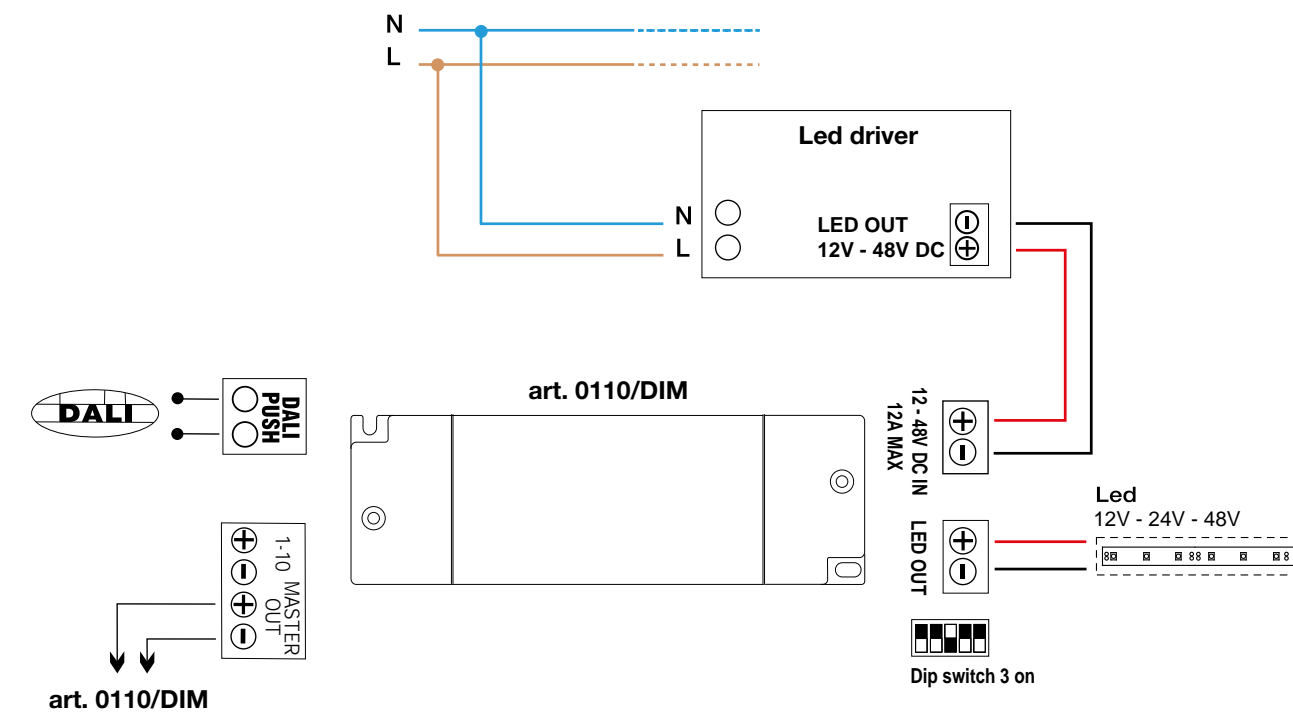 N
L
Led driver
N
L
LED OUT
12V - 48V DC
DALI
DALI
PUSH
art. 0110/DIM
12 - 48V DC IN
12A MAX
Led
12V - 24V - 48V
LED OUT
1-10 MASTER
OUT
Dip switch 3 on
art. 0110/DIM